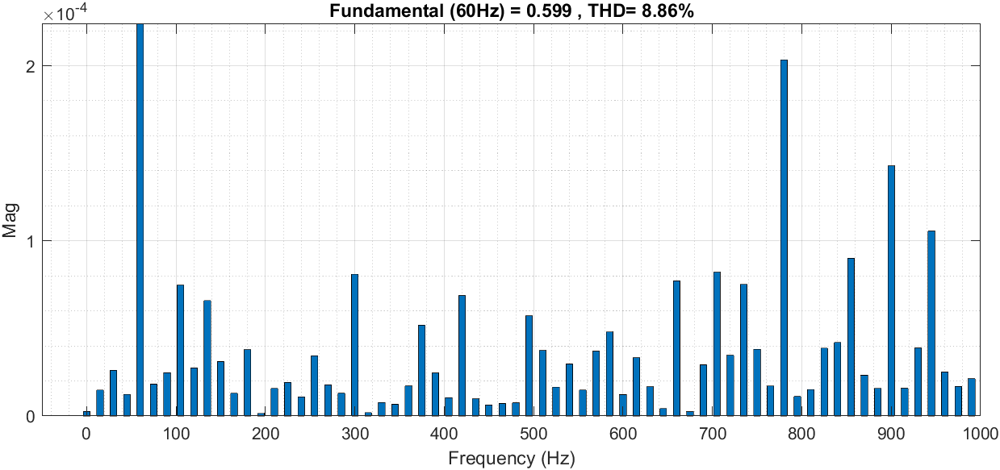 Fundamental (60Hz) = 0.599 , THD= 8.86%
×10⁻⁴
2
1
0
Mag
0 100 200 300 400 500 600 700 800 900 1000
Frequency (Hz)